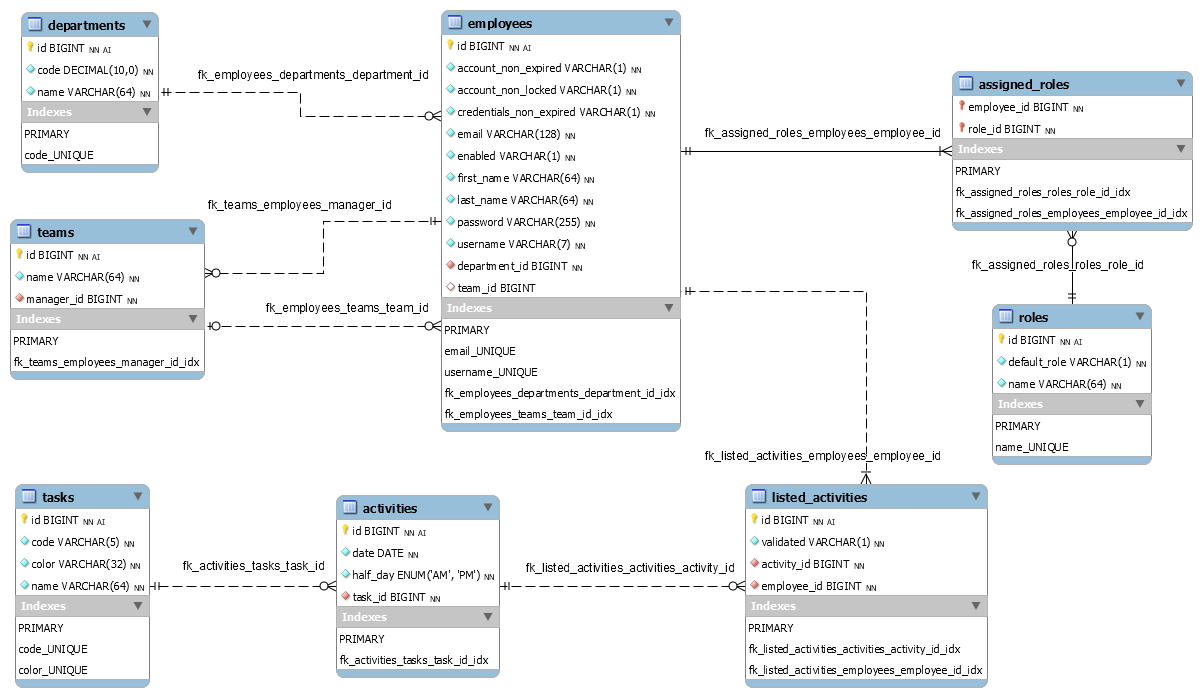 departments
id BIGINT NN AI
code DECIMAL(10,0) NN
name VARCHAR(64) NN
Indexes
PRIMARY
code_UNIQUE
fk_employees_departments_department_id
employees
id BIGINT NN AI
account_non_expired VARCHAR(1) NN
account_non_locked VARCHAR(1) NN
credentials_non_expired VARCHAR(1) NN
email VARCHAR(128) NN
enabled VARCHAR(1) NN
first_name VARCHAR(64) NN
last_name VARCHAR(64) NN
password VARCHAR(255) NN
username VARCHAR(7) NN
department_id BIGINT NN
team_id BIGINT
Indexes
PRIMARY
email_UNIQUE
username_UNIQUE
fk_employees_departments_department_id_idx
fk_employees_teams_team_id_idx
fk_assigned_roles_employees_employee_id
assigned_roles
employee_id BIGINT NN
role_id BIGINT NN
Indexes
PRIMARY
fk_assigned_roles_roles_role_id_idx
fk_assigned_roles_employees_employee_id_idx
fk_teams_employees_manager_id
teams
id BIGINT NN AI
name VARCHAR(64) NN
manager_id BIGINT NN
Indexes
PRIMARY
fk_teams_employees_manager_id_idx
fk_employees_teams_team_id
fk_assigned_roles_roles_role_id
roles
id BIGINT NN AI
default_role VARCHAR(1) NN
name VARCHAR(64) NN
Indexes
PRIMARY
name_UNIQUE
fk_listed_activities_employees_employee_id
tasks
id BIGINT NN AI
code VARCHAR(5) NN
color VARCHAR(32) NN
name VARCHAR(64) NN
Indexes
PRIMARY
code_UNIQUE
color_UNIQUE
fk_activities_tasks_task_id
activities
id BIGINT NN AI
date DATE NN
half_day ENUM('AM', 'PM') NN
task_id BIGINT NN
Indexes
PRIMARY
fk_activities_tasks_task_id_idx
fk_listed_activities_activities_activity_id
listed_activities
id BIGINT NN AI
validated VARCHAR(1) NN
activity_id BIGINT NN
employee_id BIGINT NN
Indexes
PRIMARY
fk_listed_activities_activities_activity_id_idx
fk_listed_activities_employees_employee_id_idx